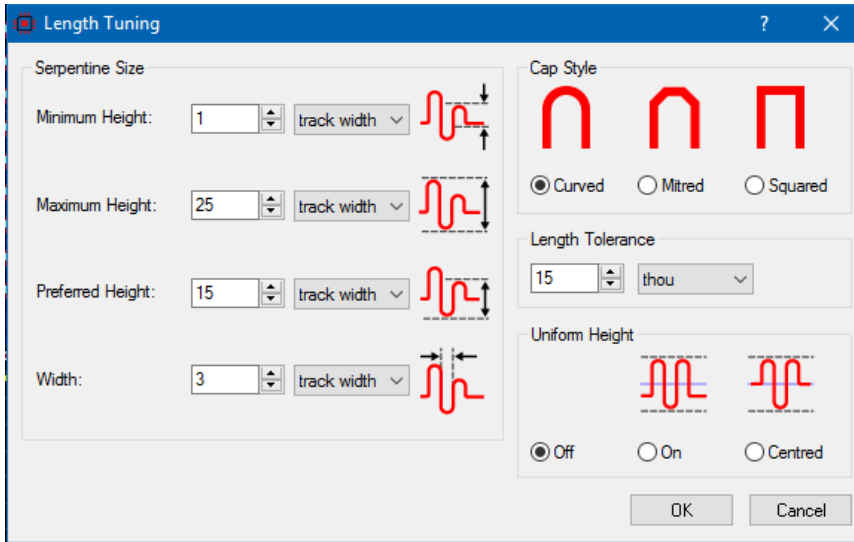 Length Tuning
Serpentine Size
Minimum Height: 1 track width
Maximum Height: 25 track width
Preferred Height: 15 track width
Width: 3 track width
Cap Style
Curved Mitred Squared
Length Tolerance
15 thou
Uniform Height
Off On Centred
OK Cancel